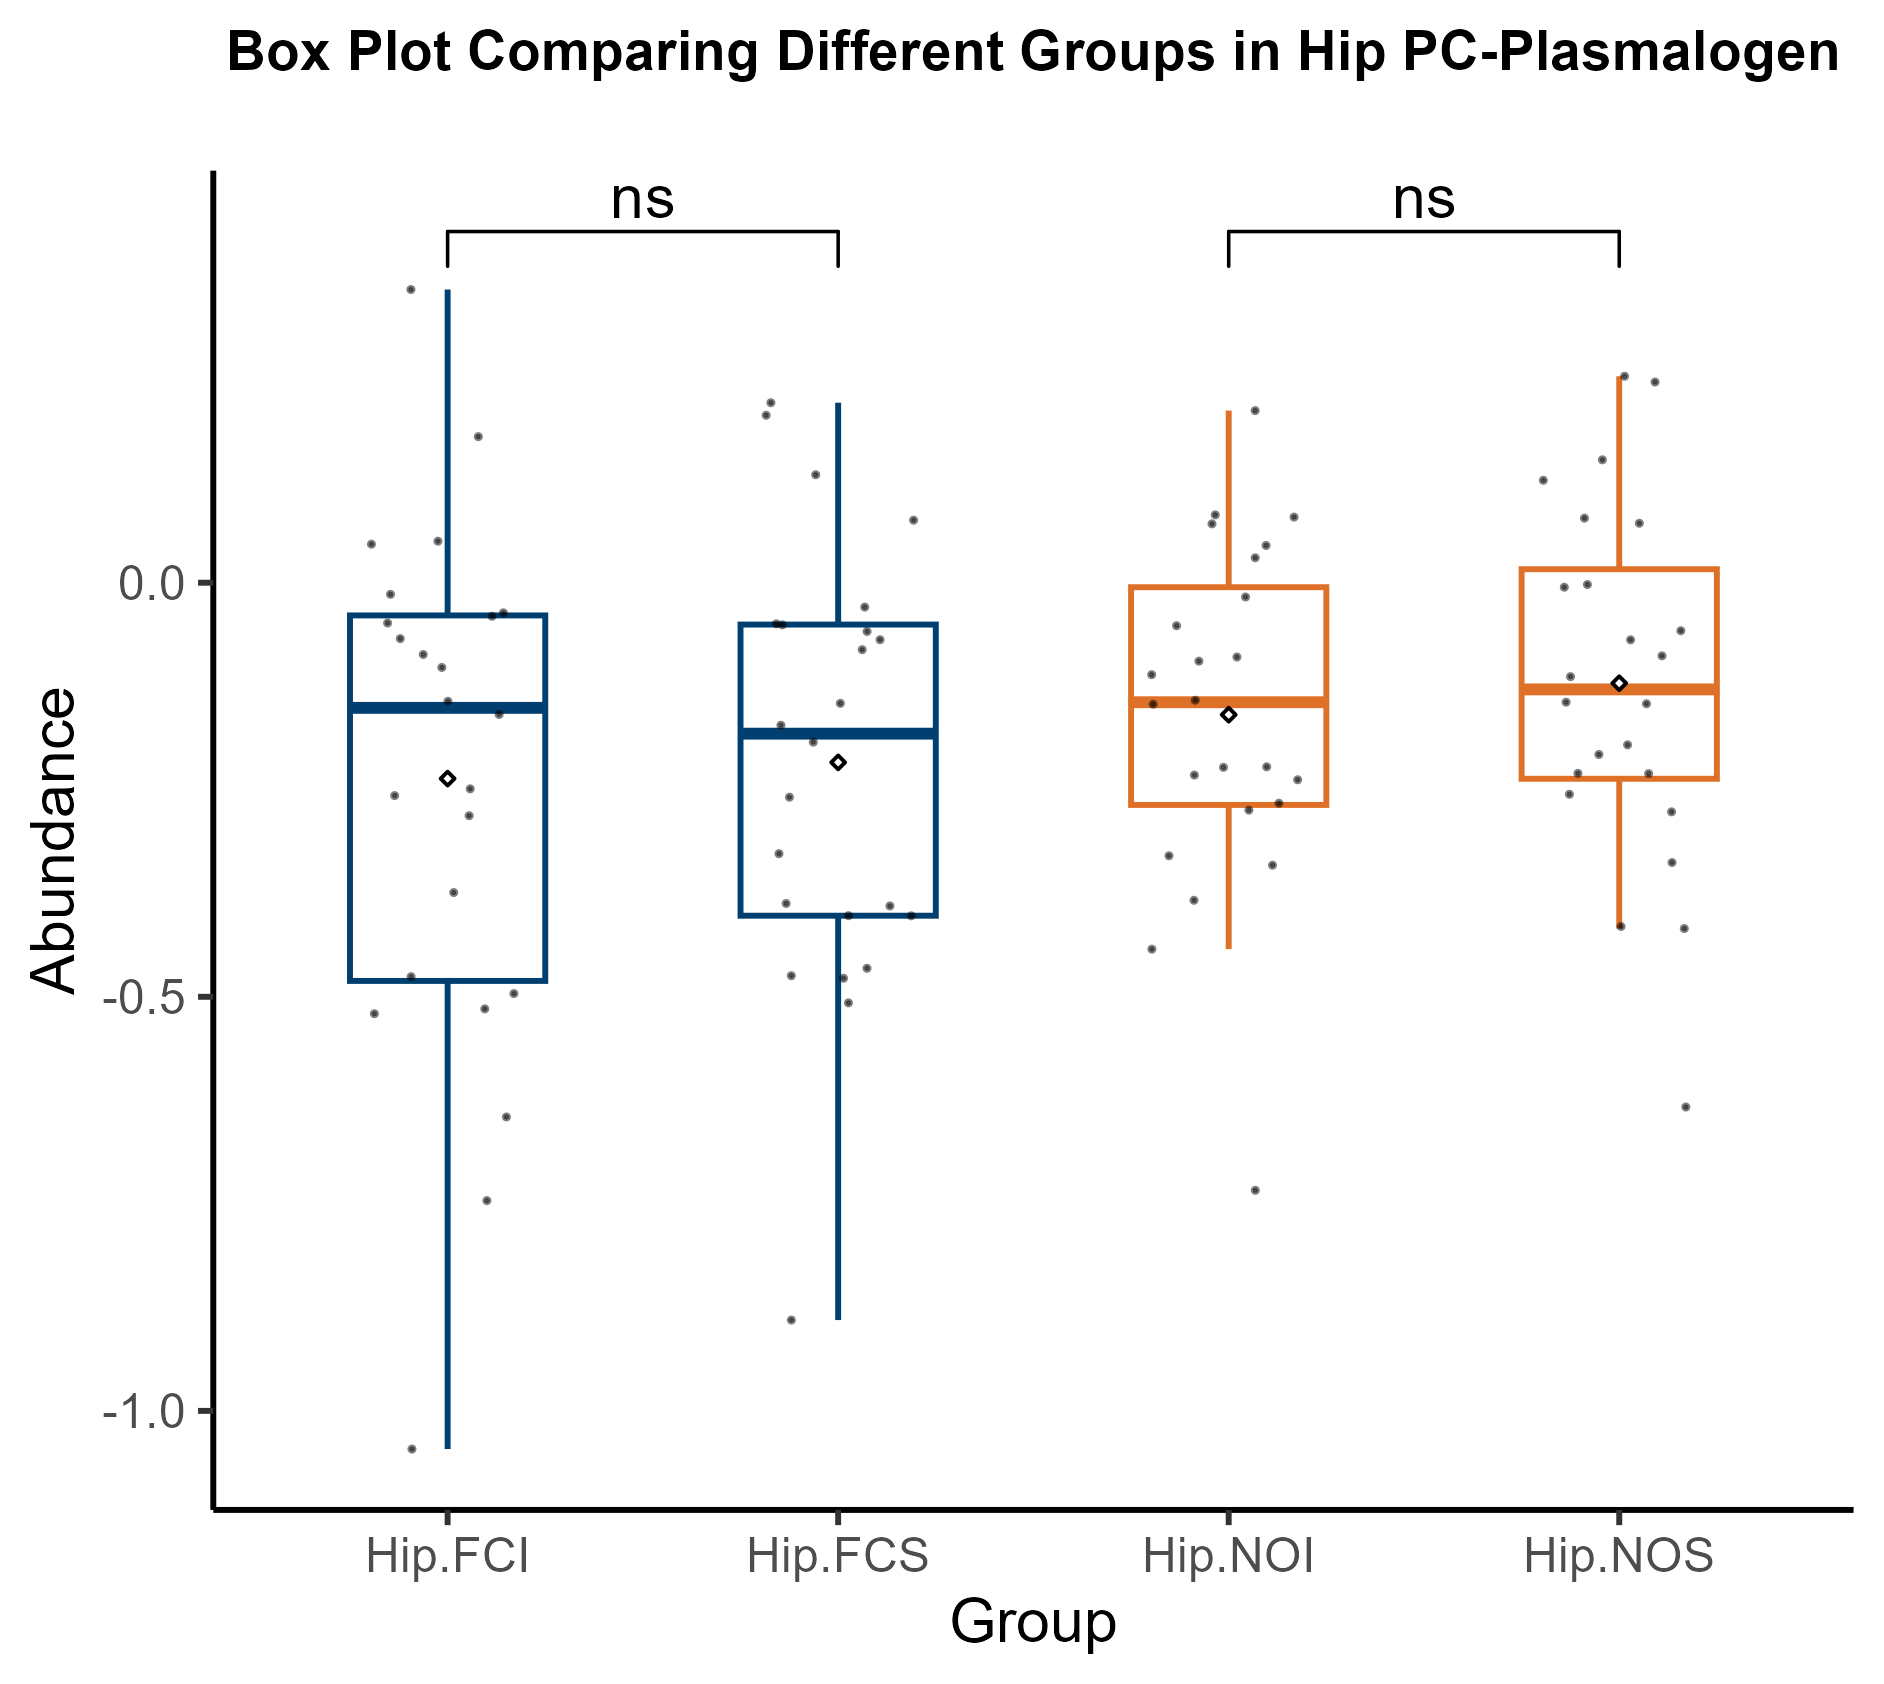 Box Plot Comparing Different Groups in Hip PC-Plasmalogen
ns
ns
Abundance
0.0
-0.5
-1.0
Hip.FCI
Hip.FCS
Hip.NOI
Hip.NOS
Group